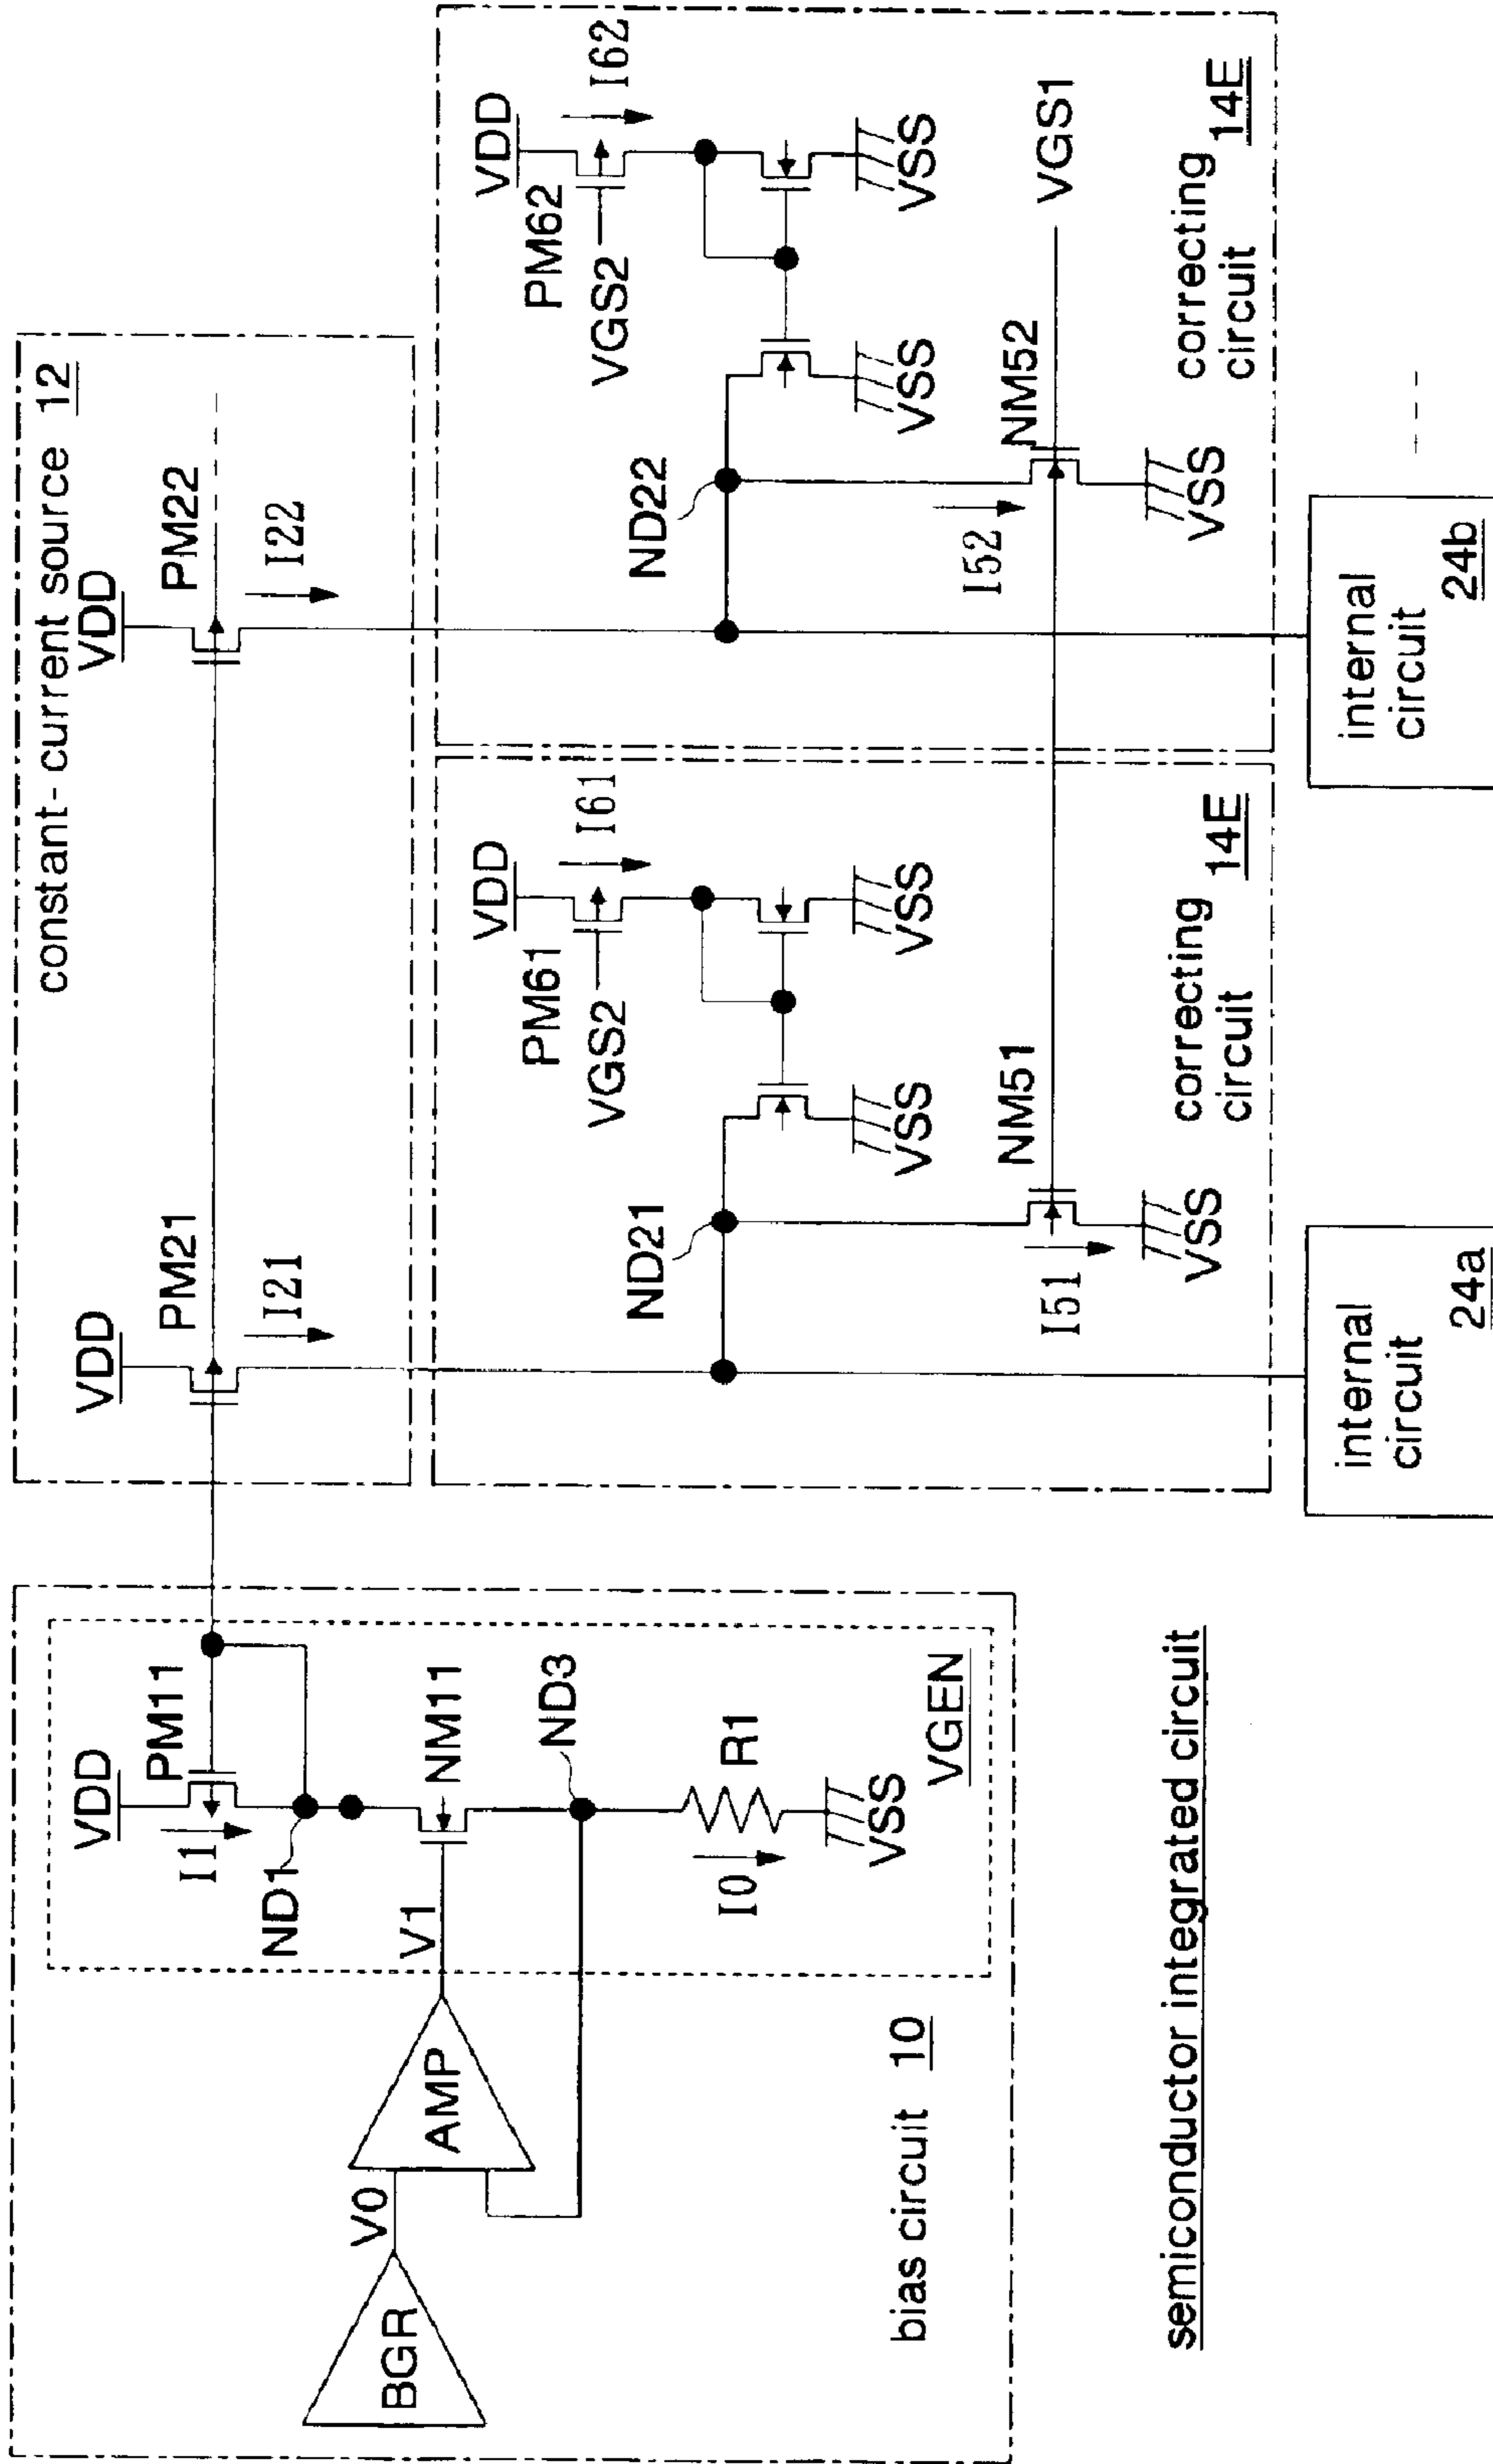 constant-current source 12
VDD
PM21
I21
VDD
PM22
I22
VDD
PM11
I1
ND1
NM11
V1
AMP
V0
BGR
ND3
R1
I0
VSS
VGEN
bias circuit 10
VDD
PM61
I61
VGS2
VSS
VSS
ND21
NM51
I51
VSS
correcting
circuit
14E
VDD
PM62
I62
VGS2
VSS
VSS
ND22
NM52
VGS1
I52
VSS
correcting
circuit
14E
internal
circuit
24a
internal
circuit
24b
semiconductor integrated circuit